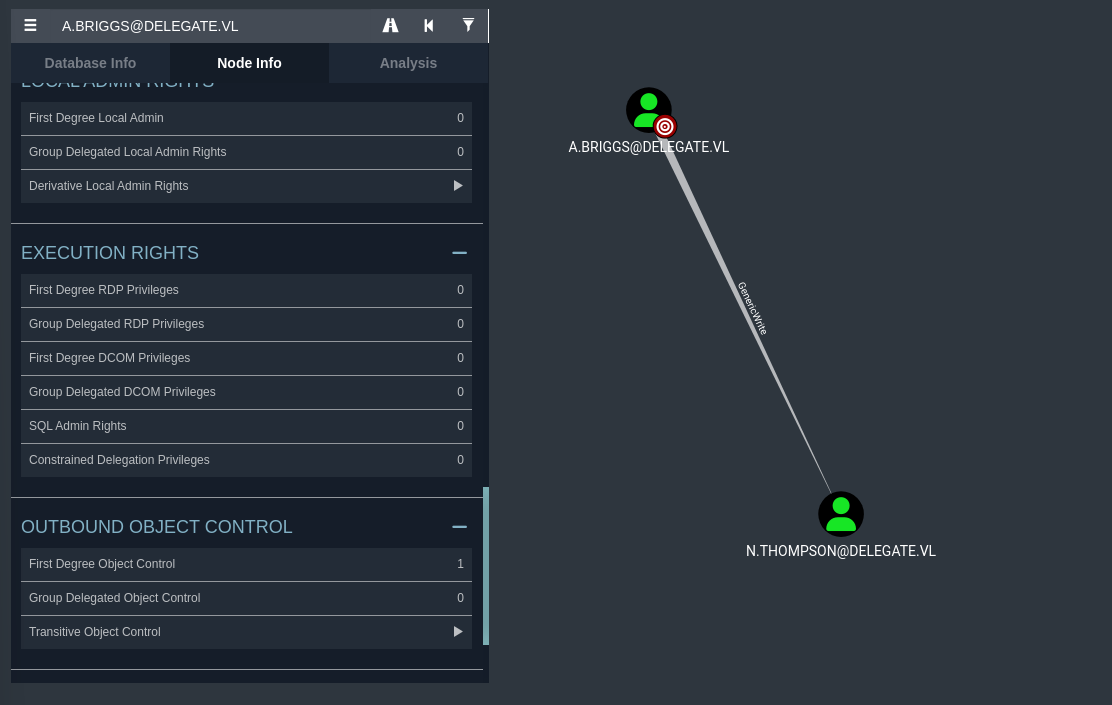 A.BRIGGS@DELEGATE.VL
Database Info Node Info Analysis
LOCAL ADMIN RIGHTS
First Degree Local Admin 0
Group Delegated Local Admin Rights 0
Derivative Local Admin Rights
EXECUTION RIGHTS
First Degree RDP Privileges 0
Group Delegated RDP Privileges 0
First Degree DCOM Privileges 0
Group Delegated DCOM Privileges 0
SQL Admin Rights 0
Constrained Delegation Privileges 0
OUTBOUND OBJECT CONTROL
First Degree Object Control 1
Group Delegated Object Control 0
Transitive Object Control
A.BRIGGS@DELEGATE.VL
GenericWrite
N.THOMPSON@DELEGATE.VL